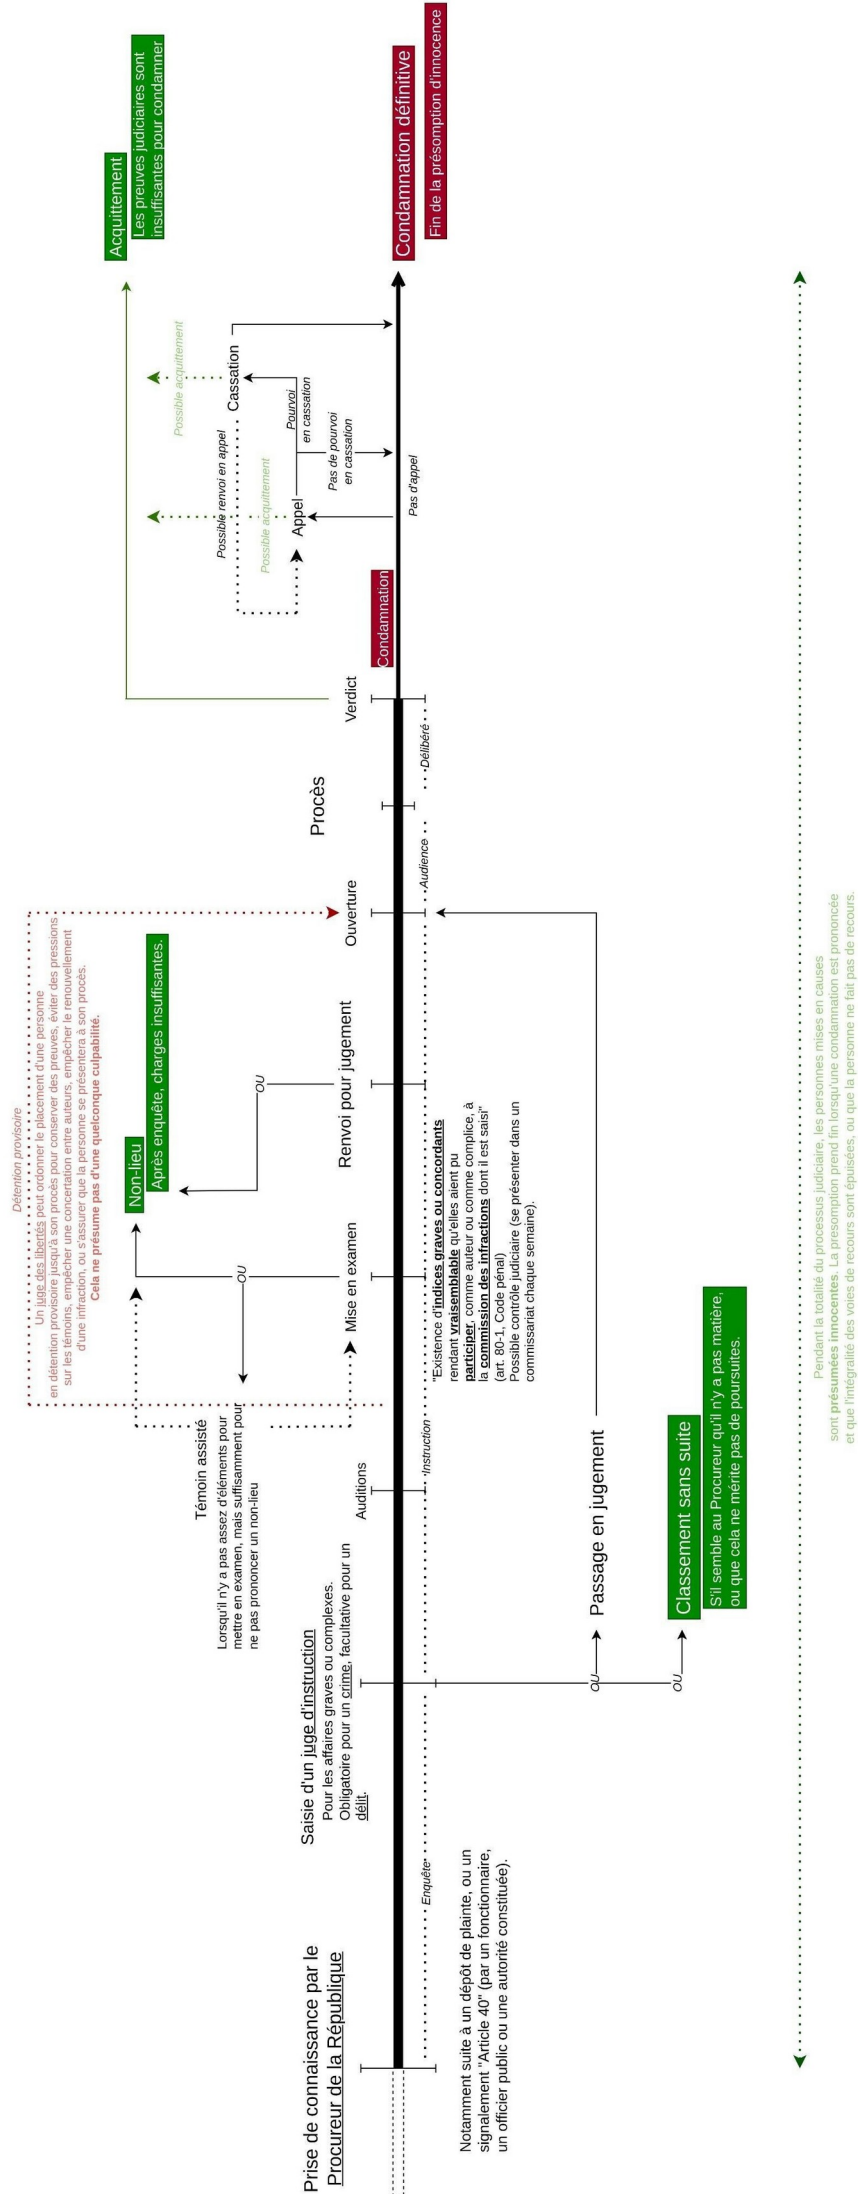 Prise de connaissance par le
Procureur de la République
Notamment suite à un dépôt de plainte, ou un
signalement "Article 40" (par un fonctionnaire,
un officier public ou une autorité constituée).
Enquête
Saisie d'un juge d'instruction
Pour les affaires graves ou complexes.
Obligatoire pour un crime, facultative pour un
délit.
OU
Passage en jugement
OU
Classement sans suite
S'il semble au Procureur qu'il n'y a pas matière,
ou que cela ne mérite pas de poursuites.
Auditions
Instruction
Témoin assisté
Lorsqu'il n'y a pas assez d'éléments pour
mettre en examen, mais suffisamment pour
ne pas prononcer un non-lieu
Mise en examen
"Existence d'indices graves ou concordants
rendant vraisemblable qu'elles aient pu
participer, comme auteur ou comme complice, à
la commission des infractions dont il est saisi"
(art. 80-1, Code pénal)
Possible contrôle judiciaire (se présenter dans un
commissariat chaque semaine).
OU
Non-lieu
Après enquête, charges insuffisantes.
Détention provisoire
Un juge des libertés peut ordonner le placement d'une personne
en détention provisoire jusqu'à son procès pour conserver des preuves, éviter des pressions
sur les témoins, empêcher une concertation entre auteurs, empêcher le renouvellement
d'une infraction, ou s'assurer que la personne se présentera à son procès.
Cela ne présume pas d'une quelconque culpabilité.
Renvoi pour jugement
OU
Ouverture
Audience
Procès
Délibéré
Verdict
Condamnation
Appel
Possible acquittement
Possible renvoi en appel
Pas d'appel
Pas de pourvoi
en cassation
Pourvoi
en cassation
Cassation
Possible acquittement
Acquittement
Les preuves judiciaires sont
insuffisantes pour condamner
Condamnation définitive
Fin de la présomption d'innocence
Pendant la totalité du processus judiciaire, les personnes mises en causes
sont présumées innocentes. La presomption prend fin lorsqu'une condamnation est prononcée
et que l'intégralité des voies de recours sont épuisées, ou que la personne ne fait pas de recours.